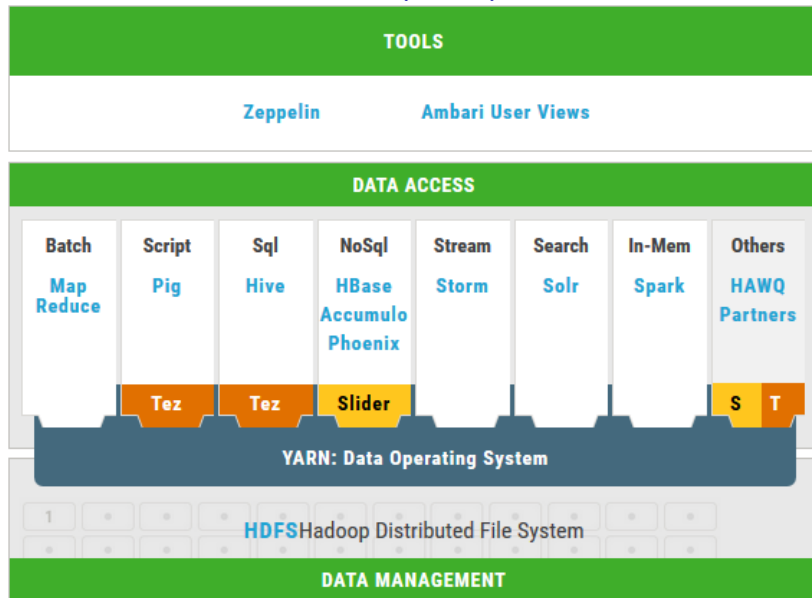 TOOLS
Zeppelin Ambari User Views
DATA ACCESS
Batch Script Sql NoSql Stream Search In-Mem Others
Map Reduce Pig Hive HBase Storm Solr Spark HAWQ
Accumulo Partners
Phoenix
Tez Tez Slider S T
YARN: Data Operating System
1
HDFSHadoop Distributed File System
DATA MANAGEMENT